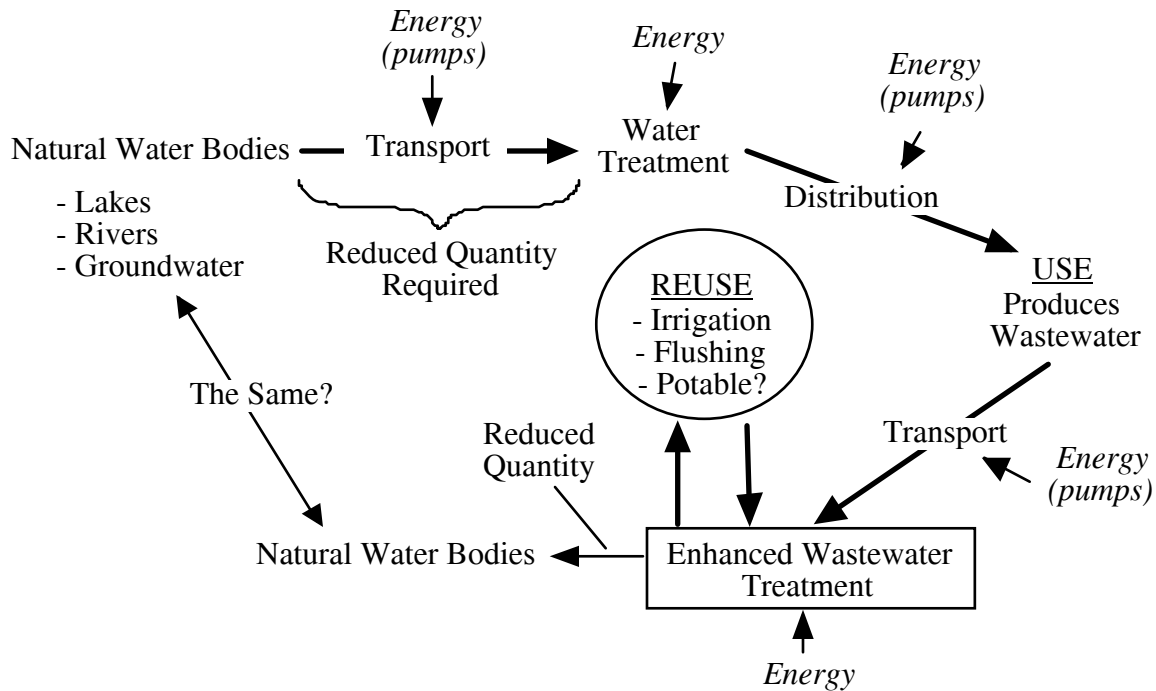 Energy
(pumps)
Energy
Energy
(pumps)
Natural Water Bodies
Transport
Water
Treatment
- Lakes
- Rivers
- Groundwater
Reduced Quantity
Required
Distribution
REUSE
- Irrigation
- Flushing
- Potable?
USE
Produces
Wastewater
The Same?
Reduced
Quantity
Transport
Energy
(pumps)
Natural Water Bodies
Enhanced Wastewater
Treatment
Energy